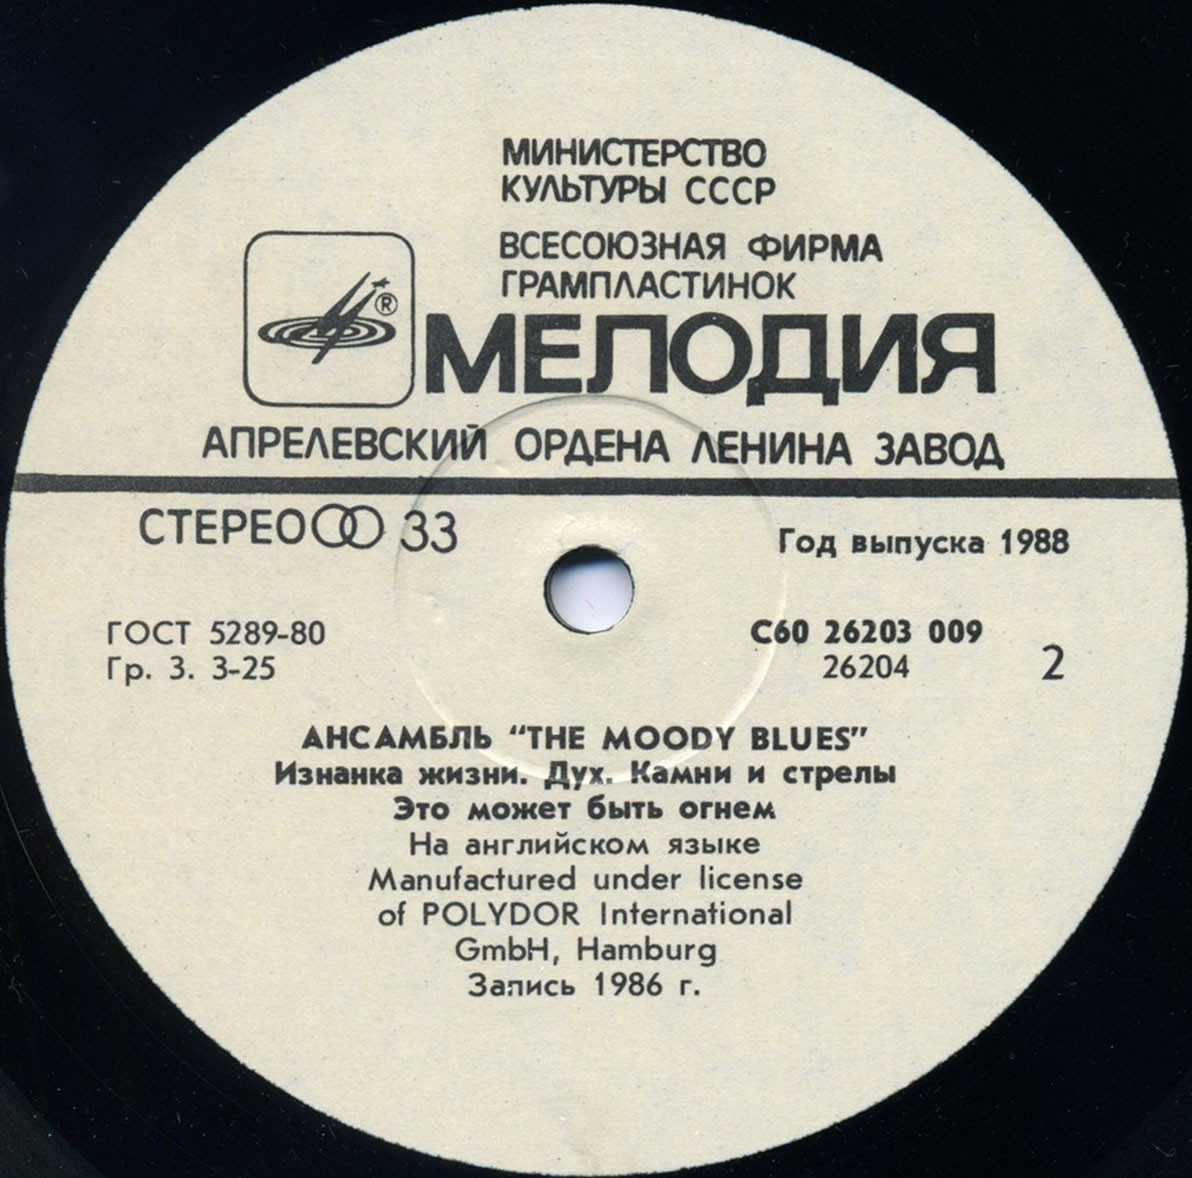 МИНИСТЕРСТВО
КУЛЬТУРЫ СССР
ВСЕСОЮЗНАЯ ФИРМА
ГРАМПЛАСТИНОК
®
МЕЛОДИЯ
АПРЕЛЕВСКИЙ ОРДЕНА ЛЕНИНА ЗАВОД
СТЕРЕО 33
Год выпуска 1988
ГОСТ 5289-80
Гр. 3. 3-25
С60 26203 009
26204
2
АНСАМБЛЬ “THE MOODY BLUES”
Изнанка жизни. Дух. Камни и стрелы
Это может быть огнем
На английском языке
Manufactured under license
of POLYDOR International
GmbH, Hamburg
Запись 1986 г.